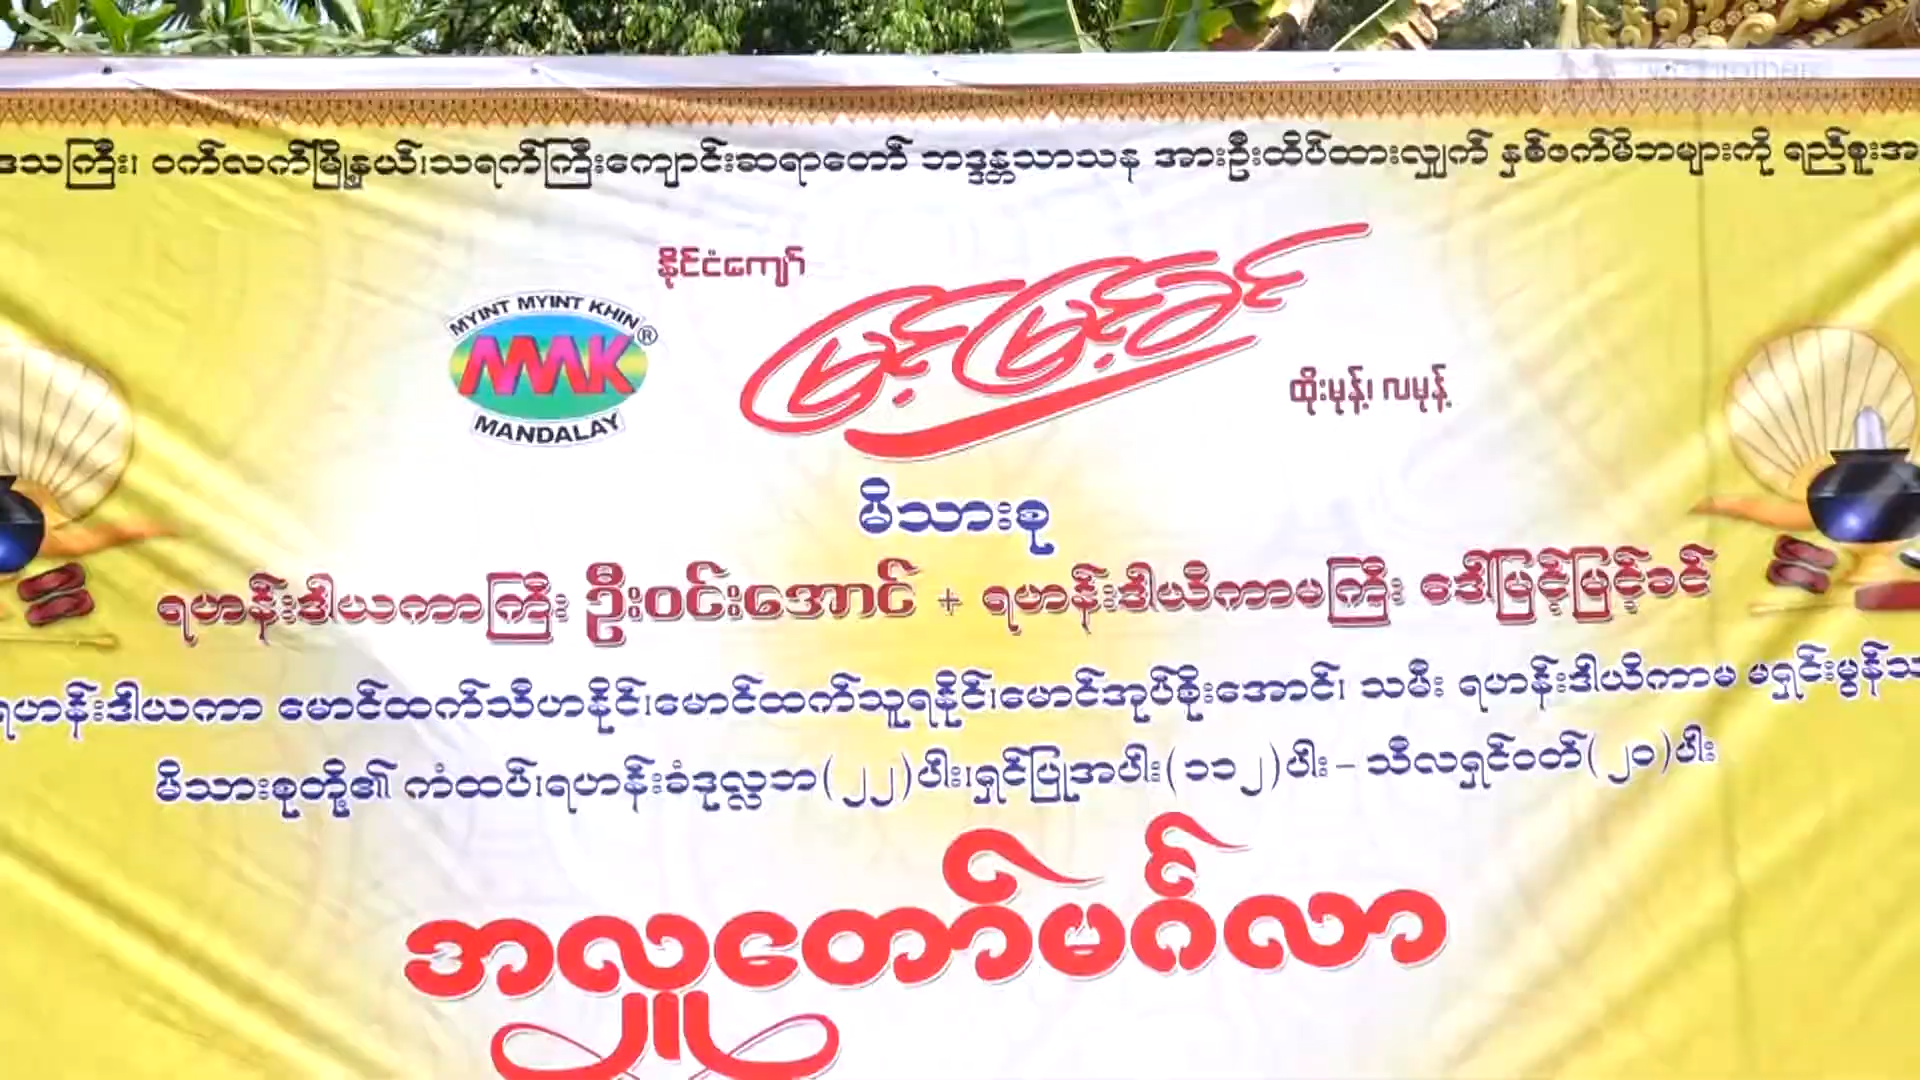 ဒေသကြီး၊ ဝက်လက်မြို့နယ်၊သရက်ကြီးကျောင်းဆရာတော် ဘဒ္ဒန္တသာသန အားဦးထိပ်ထားလျှက် နှစ်ဖက်မိဘများကို ရည်စူးအ
နိုင်ငံကျော်
မြင့်မြင့်ခင်
MYINT MYINT KHIN ®
MMK
MANDALAY
ထိုးမုန့်၊ လမုန့်
မိသားစု
ရဟန်းဒါယကာကြီး ဦးဝင်းအောင် + ရဟန်းဒါယိကာမကြီး ဒေါ်မြင့်မြင့်ခင်
ရဟန်းဒါယကာ မောင်ထက်သီဟနိုင်၊မောင်ထက်သူရနိုင်၊မောင်အုပ်စိုးအောင်၊ သမီး ရဟန်းဒါယိကာမ မရှင်းမွန်သ
မိသားစုတို့၏ ကံထပ်၊ရဟန်းခံဒုလ္လဘ(၂၂)ပါး၊ရှင်ပြုအပါး(၁၁၂)ပါး – သီလရှင်ဝတ်(၂၁)ပါး
အလှူတော်မင်္ဂလာ